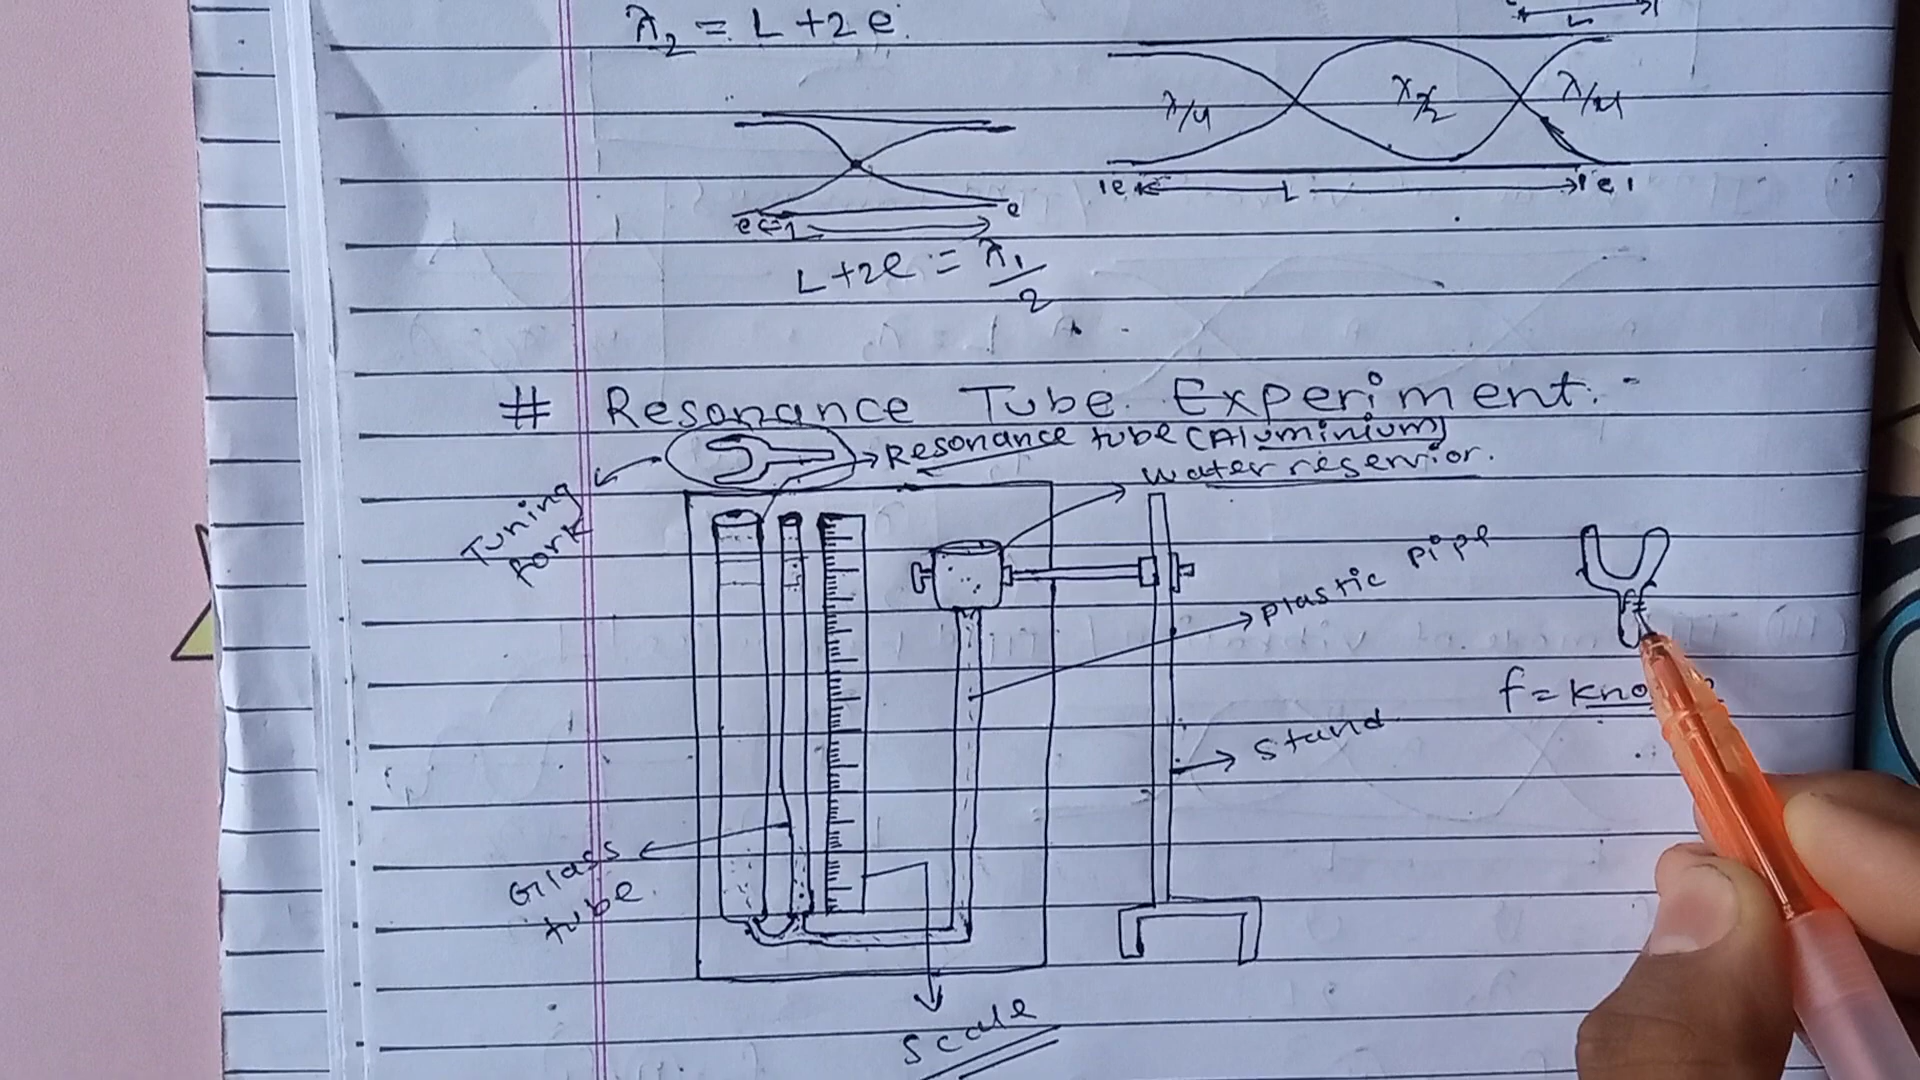 λ₂ = L + 2e
L
λ/4
λ/2
λ/4
e
L
e
e
L
e
L + 2e = λ₁/2
# Resonance Tube Experiment:-
Resonance tube (Aluminium)
water reservior.
Tuning
fork
plastic pipe
f = kno
stand
Glass
tube.
scale